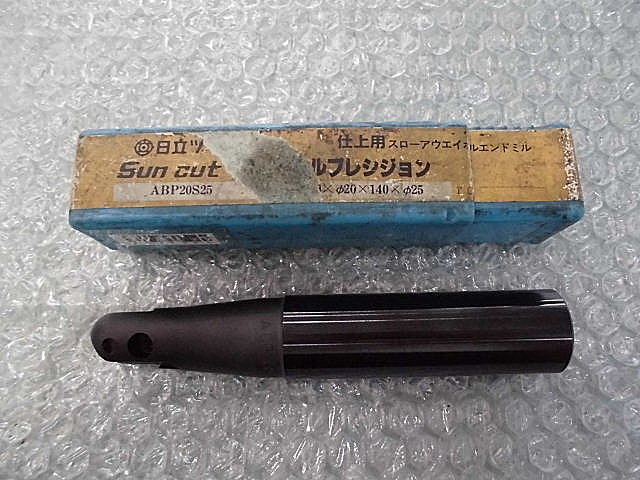 日立ツ 仕上用 スローアウエイ ルエンドミル
Sun cut ルプレシジョン
ABP20S25 ×φ20×140×φ25